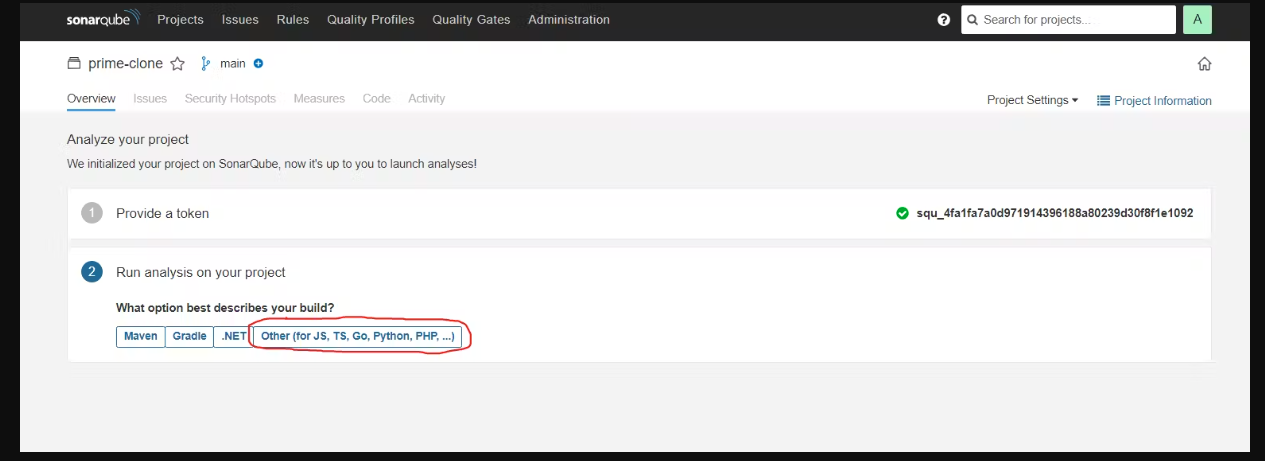 sonarqube Projects Issues Rules Quality Profiles Quality Gates Administration ? Search for projects... A
prime-clone main
Overview Issues Security Hotspots Measures Code Activity Project Settings Project Information
Analyze your project
We initialized your project on SonarQube, now it's up to you to launch analyses!
1 Provide a token squ_4fa1fa7a0d971914396188a80239d30f8f1e1092
2 Run analysis on your project
What option best describes your build?
Maven Gradle .NET Other (for JS, TS, Go, Python, PHP, ...)